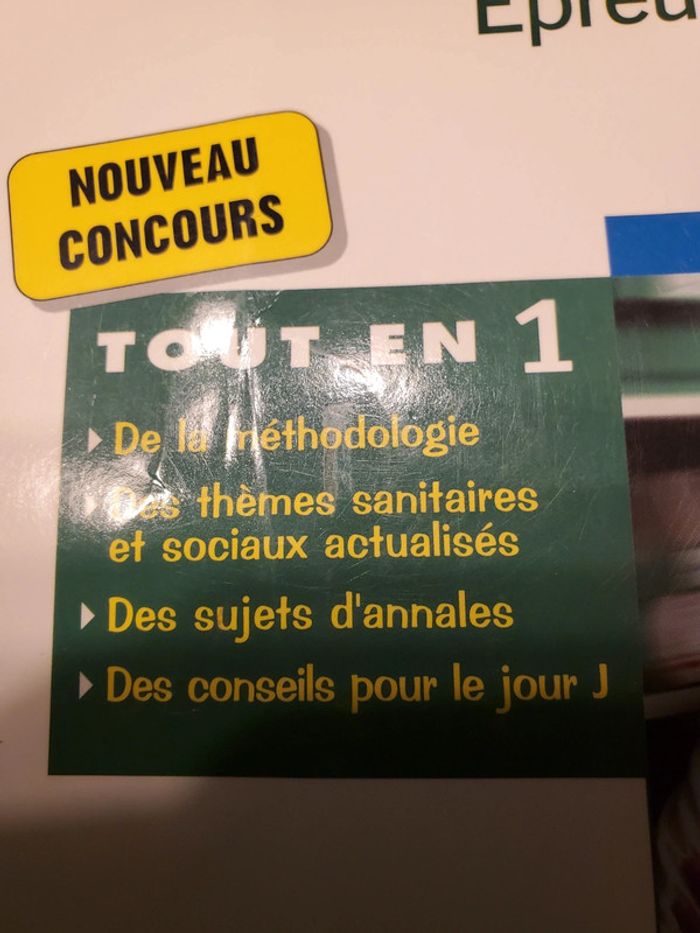 NOUVEAU
CONCOURS
TOUT EN 1
De la méthodologie
Des thèmes sanitaires
et sociaux actualisés
Des sujets d'annales
Des conseils pour le jour J